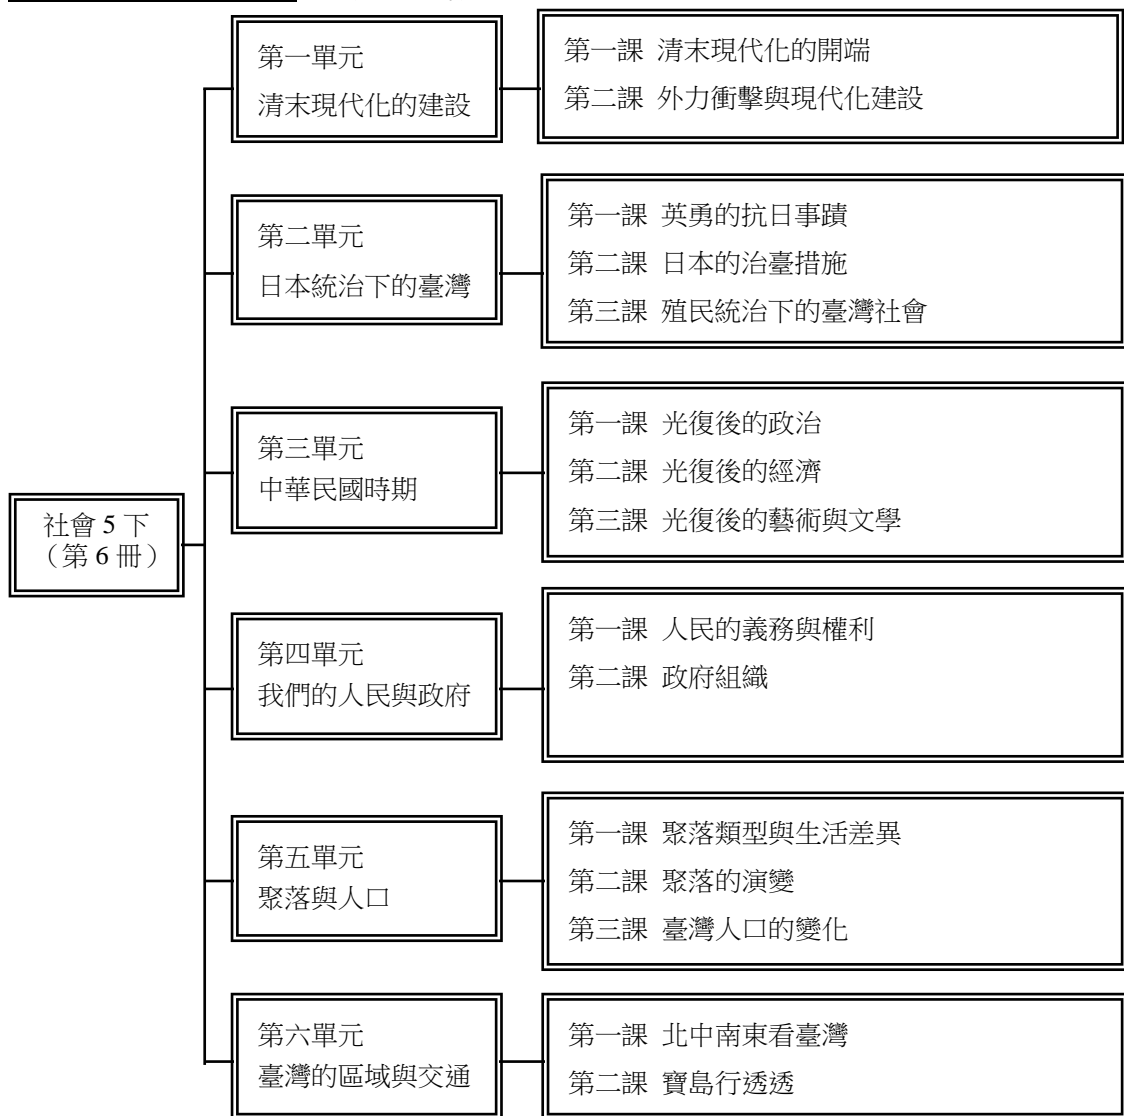 第一單元
清末現代化的建設
第一課 清末現代化的開端
第二課 外力衝擊與現代化建設
第二單元
日本統治下的臺灣
第一課 英勇的抗日事蹟
第二課 日本的治臺措施
第三課 殖民統治下的臺灣社會
第三單元
中華民國時期
第一課 光復後的政治
第二課 光復後的經濟
第三課 光復後的藝術與文學
社會 5 下
（第 6 冊）
第四單元
我們的人民與政府
第一課 人民的義務與權利
第二課 政府組織
第五單元
聚落與人口
第一課 聚落類型與生活差異
第二課 聚落的演變
第三課 臺灣人口的變化
第六單元
臺灣的區域與交通
第一課 北中南東看臺灣
第二課 寶島行透透